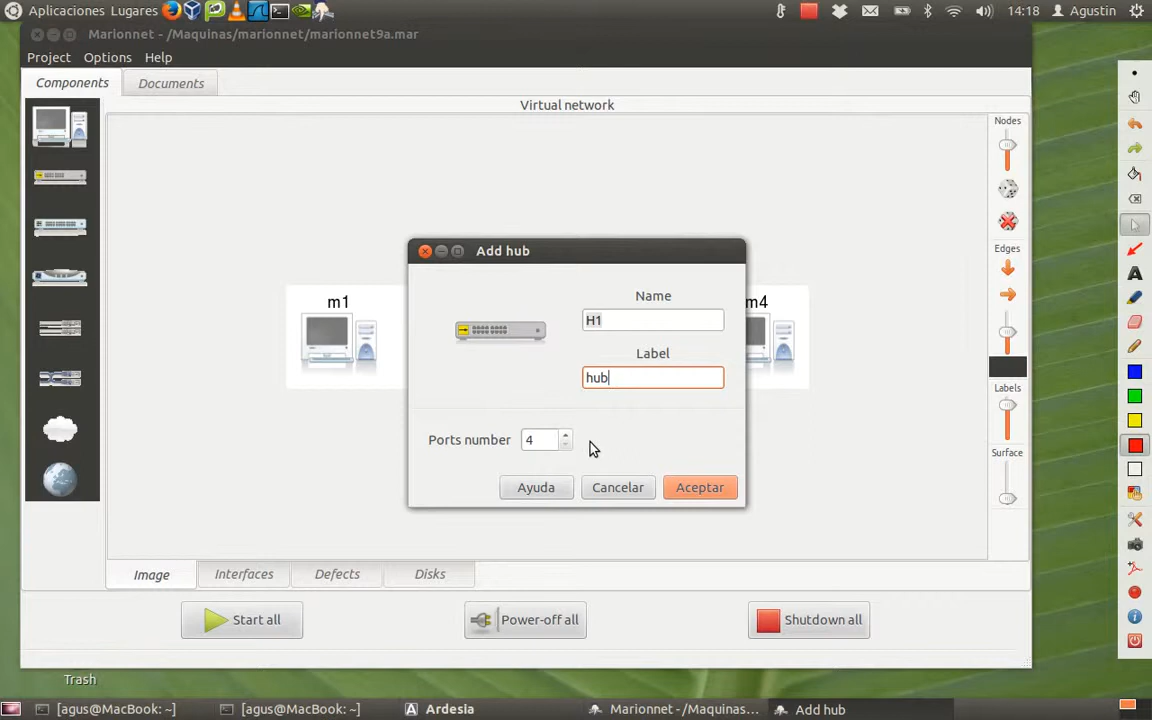 Aplicaciones Lugares 14:18 Agustin
Marionnet - /Maquinas/marionnet/marionnet9a.mar
Project Options Help
Components Documents
Virtual network
Nodes
Edges
Labels
Surface
m1
m4
Add hub
Name
H1
Label
hub
Ports number 4
Ayuda Cancelar Aceptar
Image Interfaces Defects Disks
Start all Power-off all Shutdown all
Trash
[agus@MacBook: ~] [agus@MacBook: ~] Ardesia Marionnet - /Maquinas... Add hub